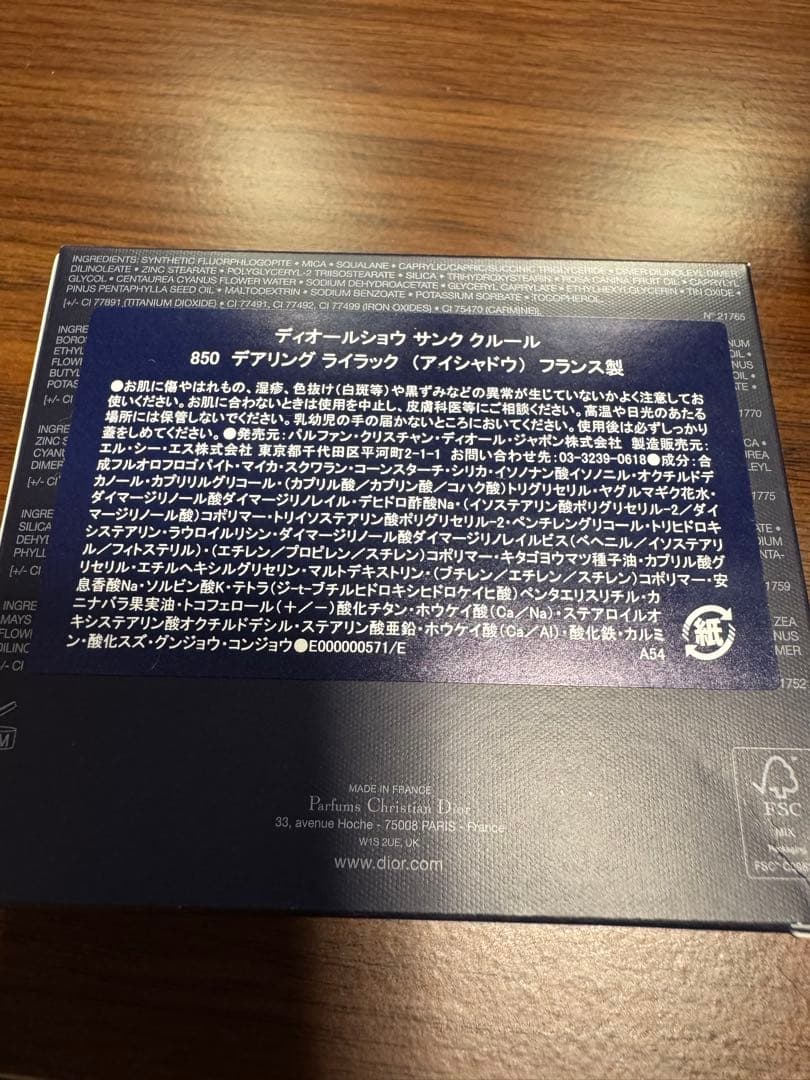 INGREDIENTS: SYNTHETIC FLUORPHLOGOPITE • MICA • SQUALANE • CAPRYLIC/CAPRIC/SUCCINIC TRIGLYCERIDE • DIMER DILINOLEYL DIMER
DILINOLEATE • ZINC STEARATE • POLYGLYCERYL-2 TRIISOSTEARATE • SILICA • TRIHYDROXYSTEARIN • ROSA CANINA FRUIT OIL • CAPRYLYL
GLYCOL • CENTAUREA CYANUS FLOWER WATER • SODIUM DEHYDROACETATE • GLYCERYL CAPRYLATE • ETHYLHEXYLGLYCERIN • TIN OXIDE •
PINUS PENTAPHYLLA SEED OIL • MALTODEXTRIN • SODIUM BENZOATE • POTASSIUM SORBATE • TOCOPHEROL.
[+/- CI 77891 (TITANIUM DIOXIDE) • CI 77491, CI 77492, CI 77499 (IRON OXIDES) • CI 75470 (CARMINE)].
N° 21765
ディオールショウ サンク クルール
850 デアリング ライラック (アイシャドウ) フランス製
●お肌に傷やはれもの、湿疹、色抜け(白斑等)や黒ずみなどの異常が生じていないかよく注意してお
使いください。お肌に合わないときは使用を中止し、皮膚科医等にご相談ください。高温や日光のあたる
場所には保管しないでください。乳幼児の手の届かないところにおいてください。使用後は必ずしっかり
蓋をしめてください。●発売元:パルファン・クリスチャン・ディオール・ジャポン株式会社 製造販売元:
エル・シー・エス株式会社 東京都千代田区平河町2-1-1 お問い合わせ先:03-3239-0618●成分:合
成フルオロフロゴパイト・マイカ・スクワラン・コーンスターチ・シリカ・イソノナン酸イソノニル・オクチルドデ
カノール・カプリリルグリコール・(カプリル酸/カプリン酸/コハク酸)トリグリセリル・ヤグルマギク花水・
ダイマージリノール酸ダイマージリノレイル・デヒドロ酢酸Na・(イソステアリン酸ポリグリセリル-2/ダイ
マージリノール酸)コポリマー・トリイソステアリン酸ポリグリセリル-2・ペンチレングリコール・トリヒドロキ
システアリン・ラウロイルリシン・ダイマージリノール酸ダイマージリノレイルビス(ベヘニル/イソステアリ
ル/フィトステリル)・(エチレン/プロピレン/スチレン)コポリマー・キタゴヨウマツ種子油・カプリル酸グ
リセリル・エチルヘキシルグリセリン・マルトデキストリン・(ブチレン/エチレン/スチレン)コポリマー・安
息香酸Na・ソルビン酸K・テトラ(ジ-t-ブチルヒドロキシヒドロケイヒ酸)ペンタエリスリチル・カ
ニナバラ果実油・トコフェロール(+/−)酸化チタン・ホウケイ酸(Ca/Na)・ステアロイルオ
キシステアリン酸オクチルドデシル・ステアリン酸亜鉛・ホウケイ酸(Ca/Al)・酸化鉄・カルミ
ン・酸化スズ・グンジョウ・コンジョウ●E000000571/E
A54
紙
MADE IN FRANCE
Parfums Christian Dior
33, avenue Hoche - 75008 PARIS - France
W1S 2UE, UK
www.dior.com
FSC
MIX
Packaging